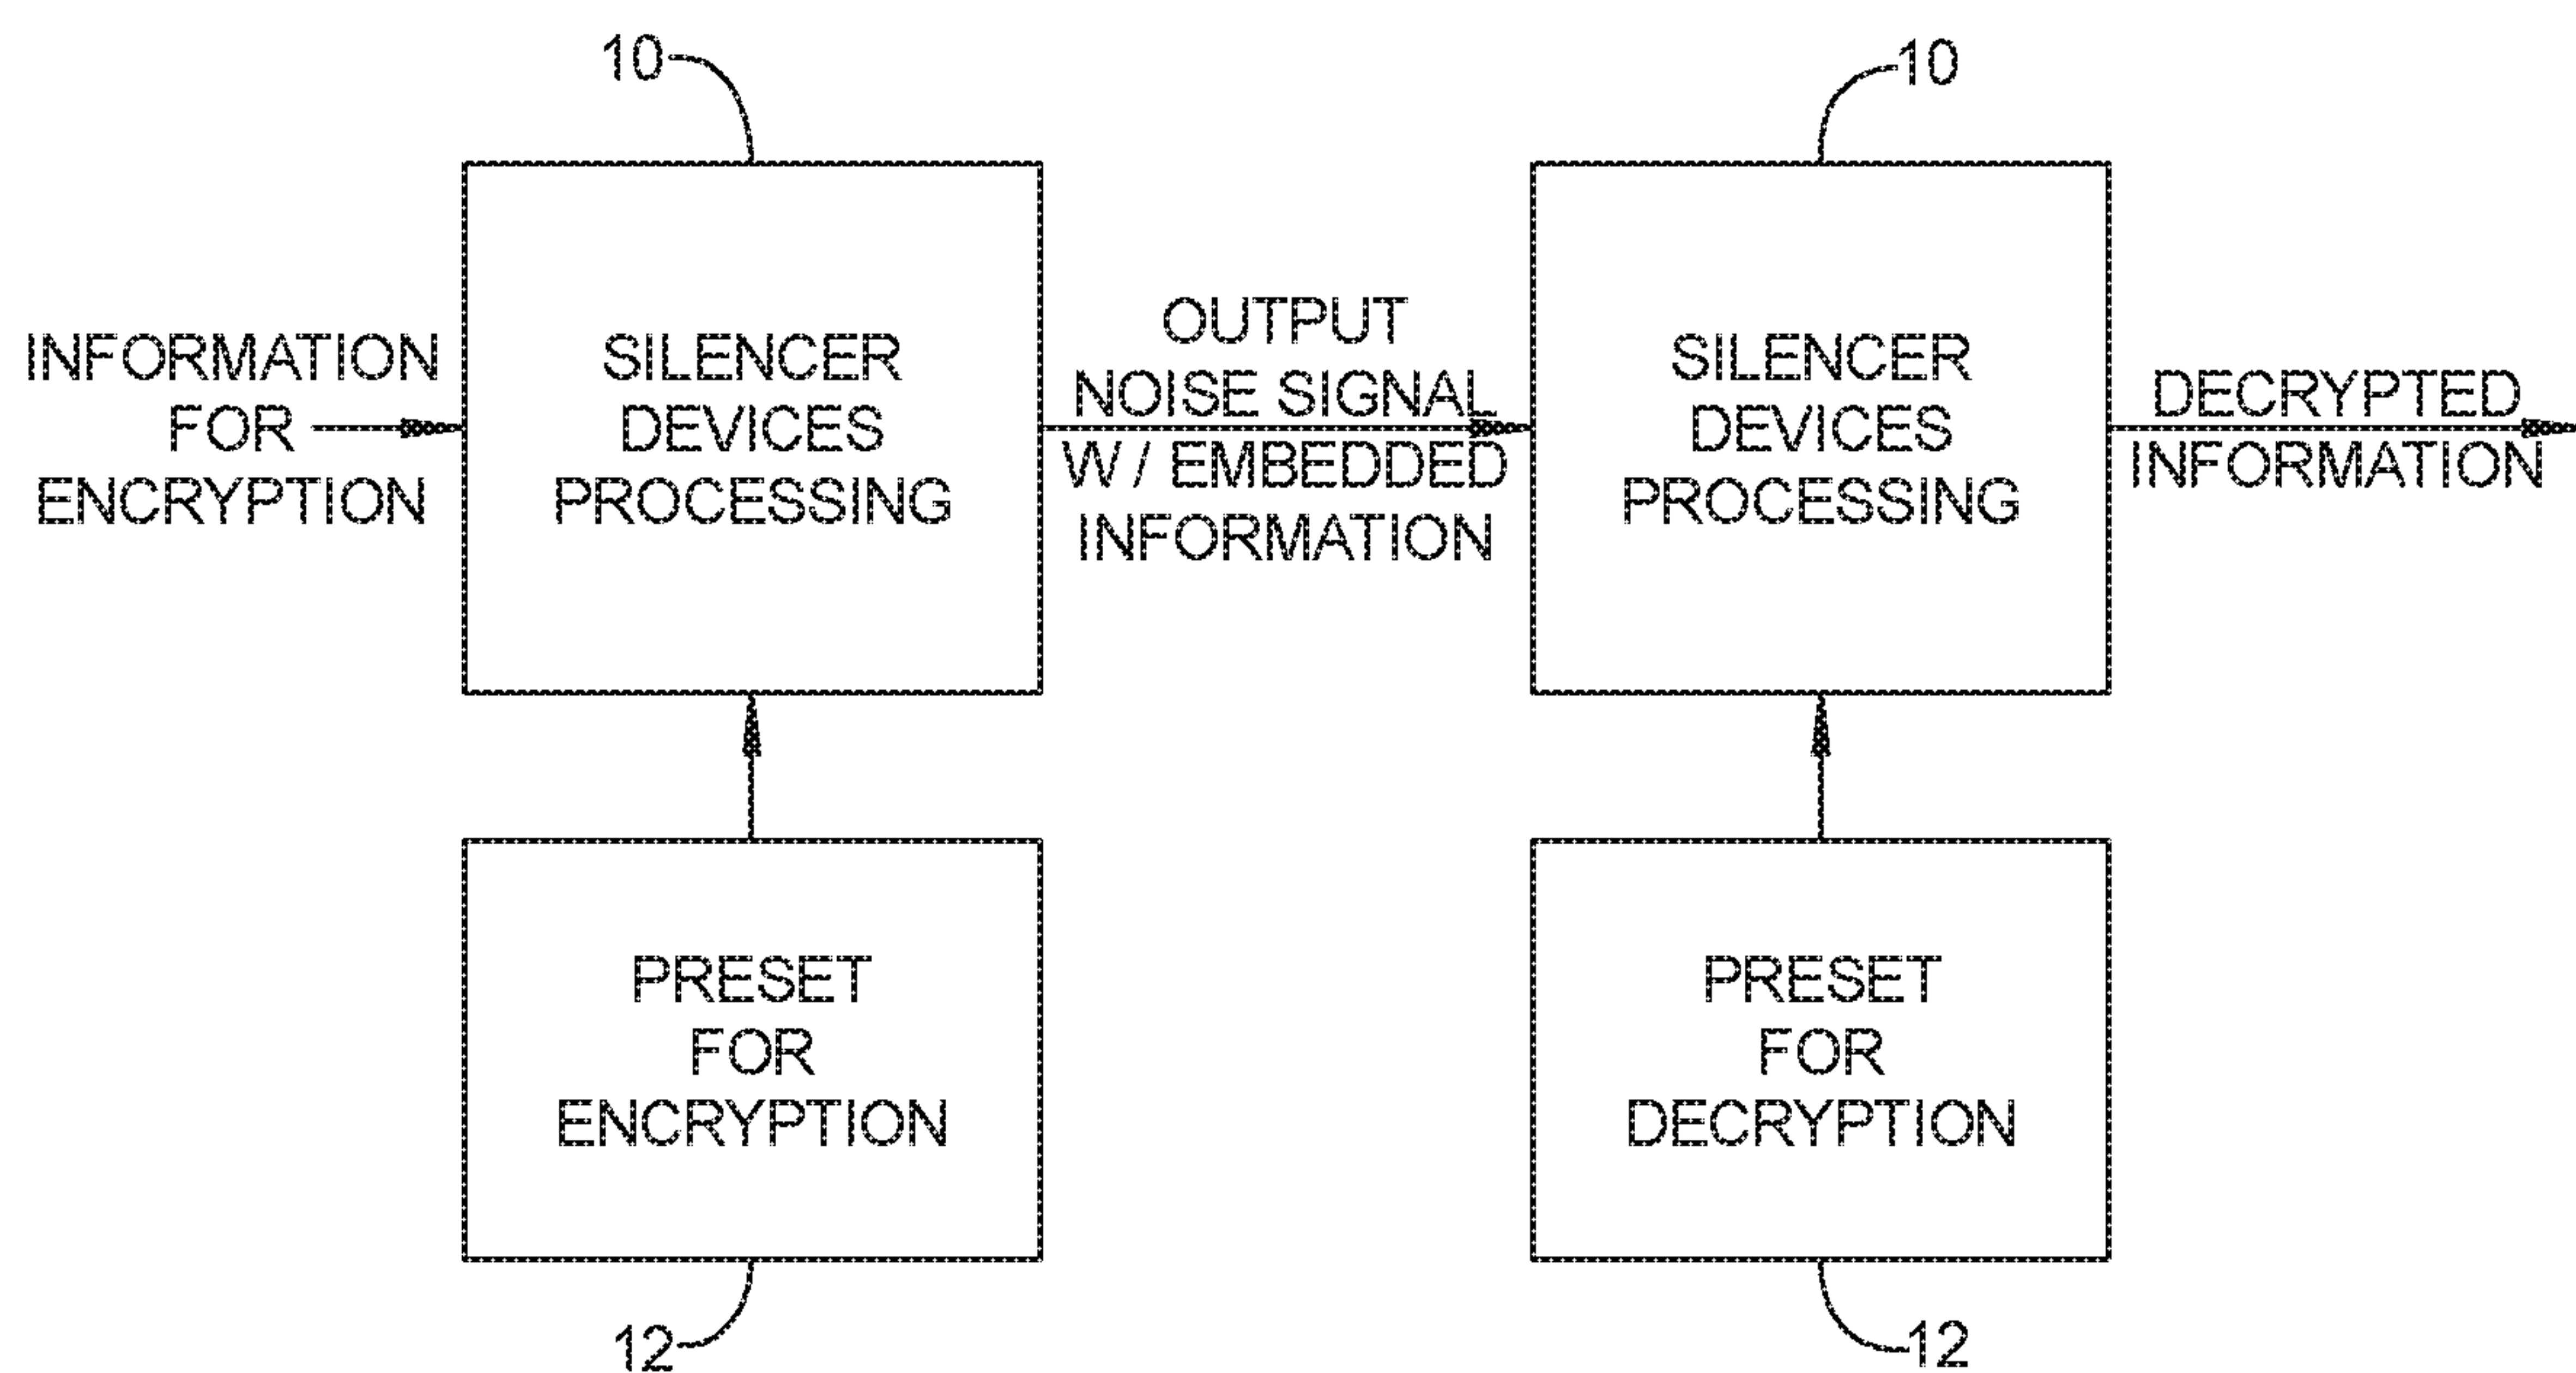 10
10
INFORMATION
FOR
ENCRYPTION
SILENCER
DEVICES
PROCESSING
OUTPUT
NOISE SIGNAL
W / EMBEDDED
INFORMATION
SILENCER
DEVICES
PROCESSING
DECRYPTED
INFORMATION
PRESET
FOR
ENCRYPTION
PRESET
FOR
DECRYPTION
12
12